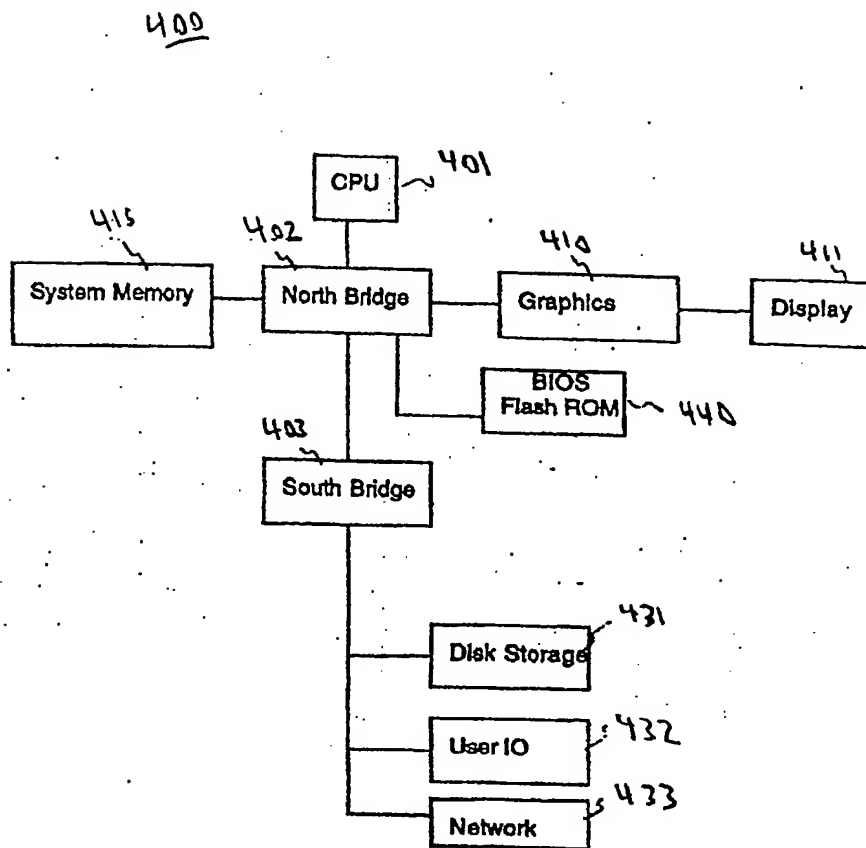 400
CPU
401
415
402
410
411
System Memory
North Bridge
Graphics
Display
BIOS
Flash ROM
440
403
South Bridge
431
Disk Storage
432
User IO
433
Network